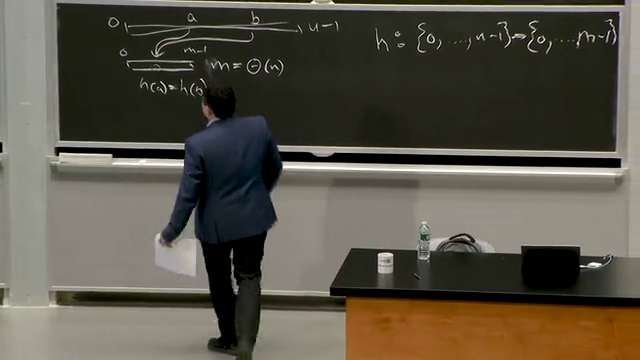 0 a b u-1
0 m-1 m = Θ(n)
h(a) = h(b)
h: {0, ..., u-1} → {0, ..., m-1}